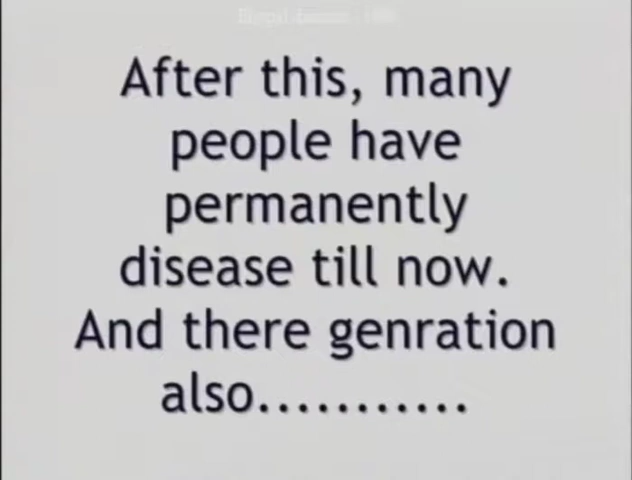 After this, many
people have
permanently
disease till now.
And there genration
also...........